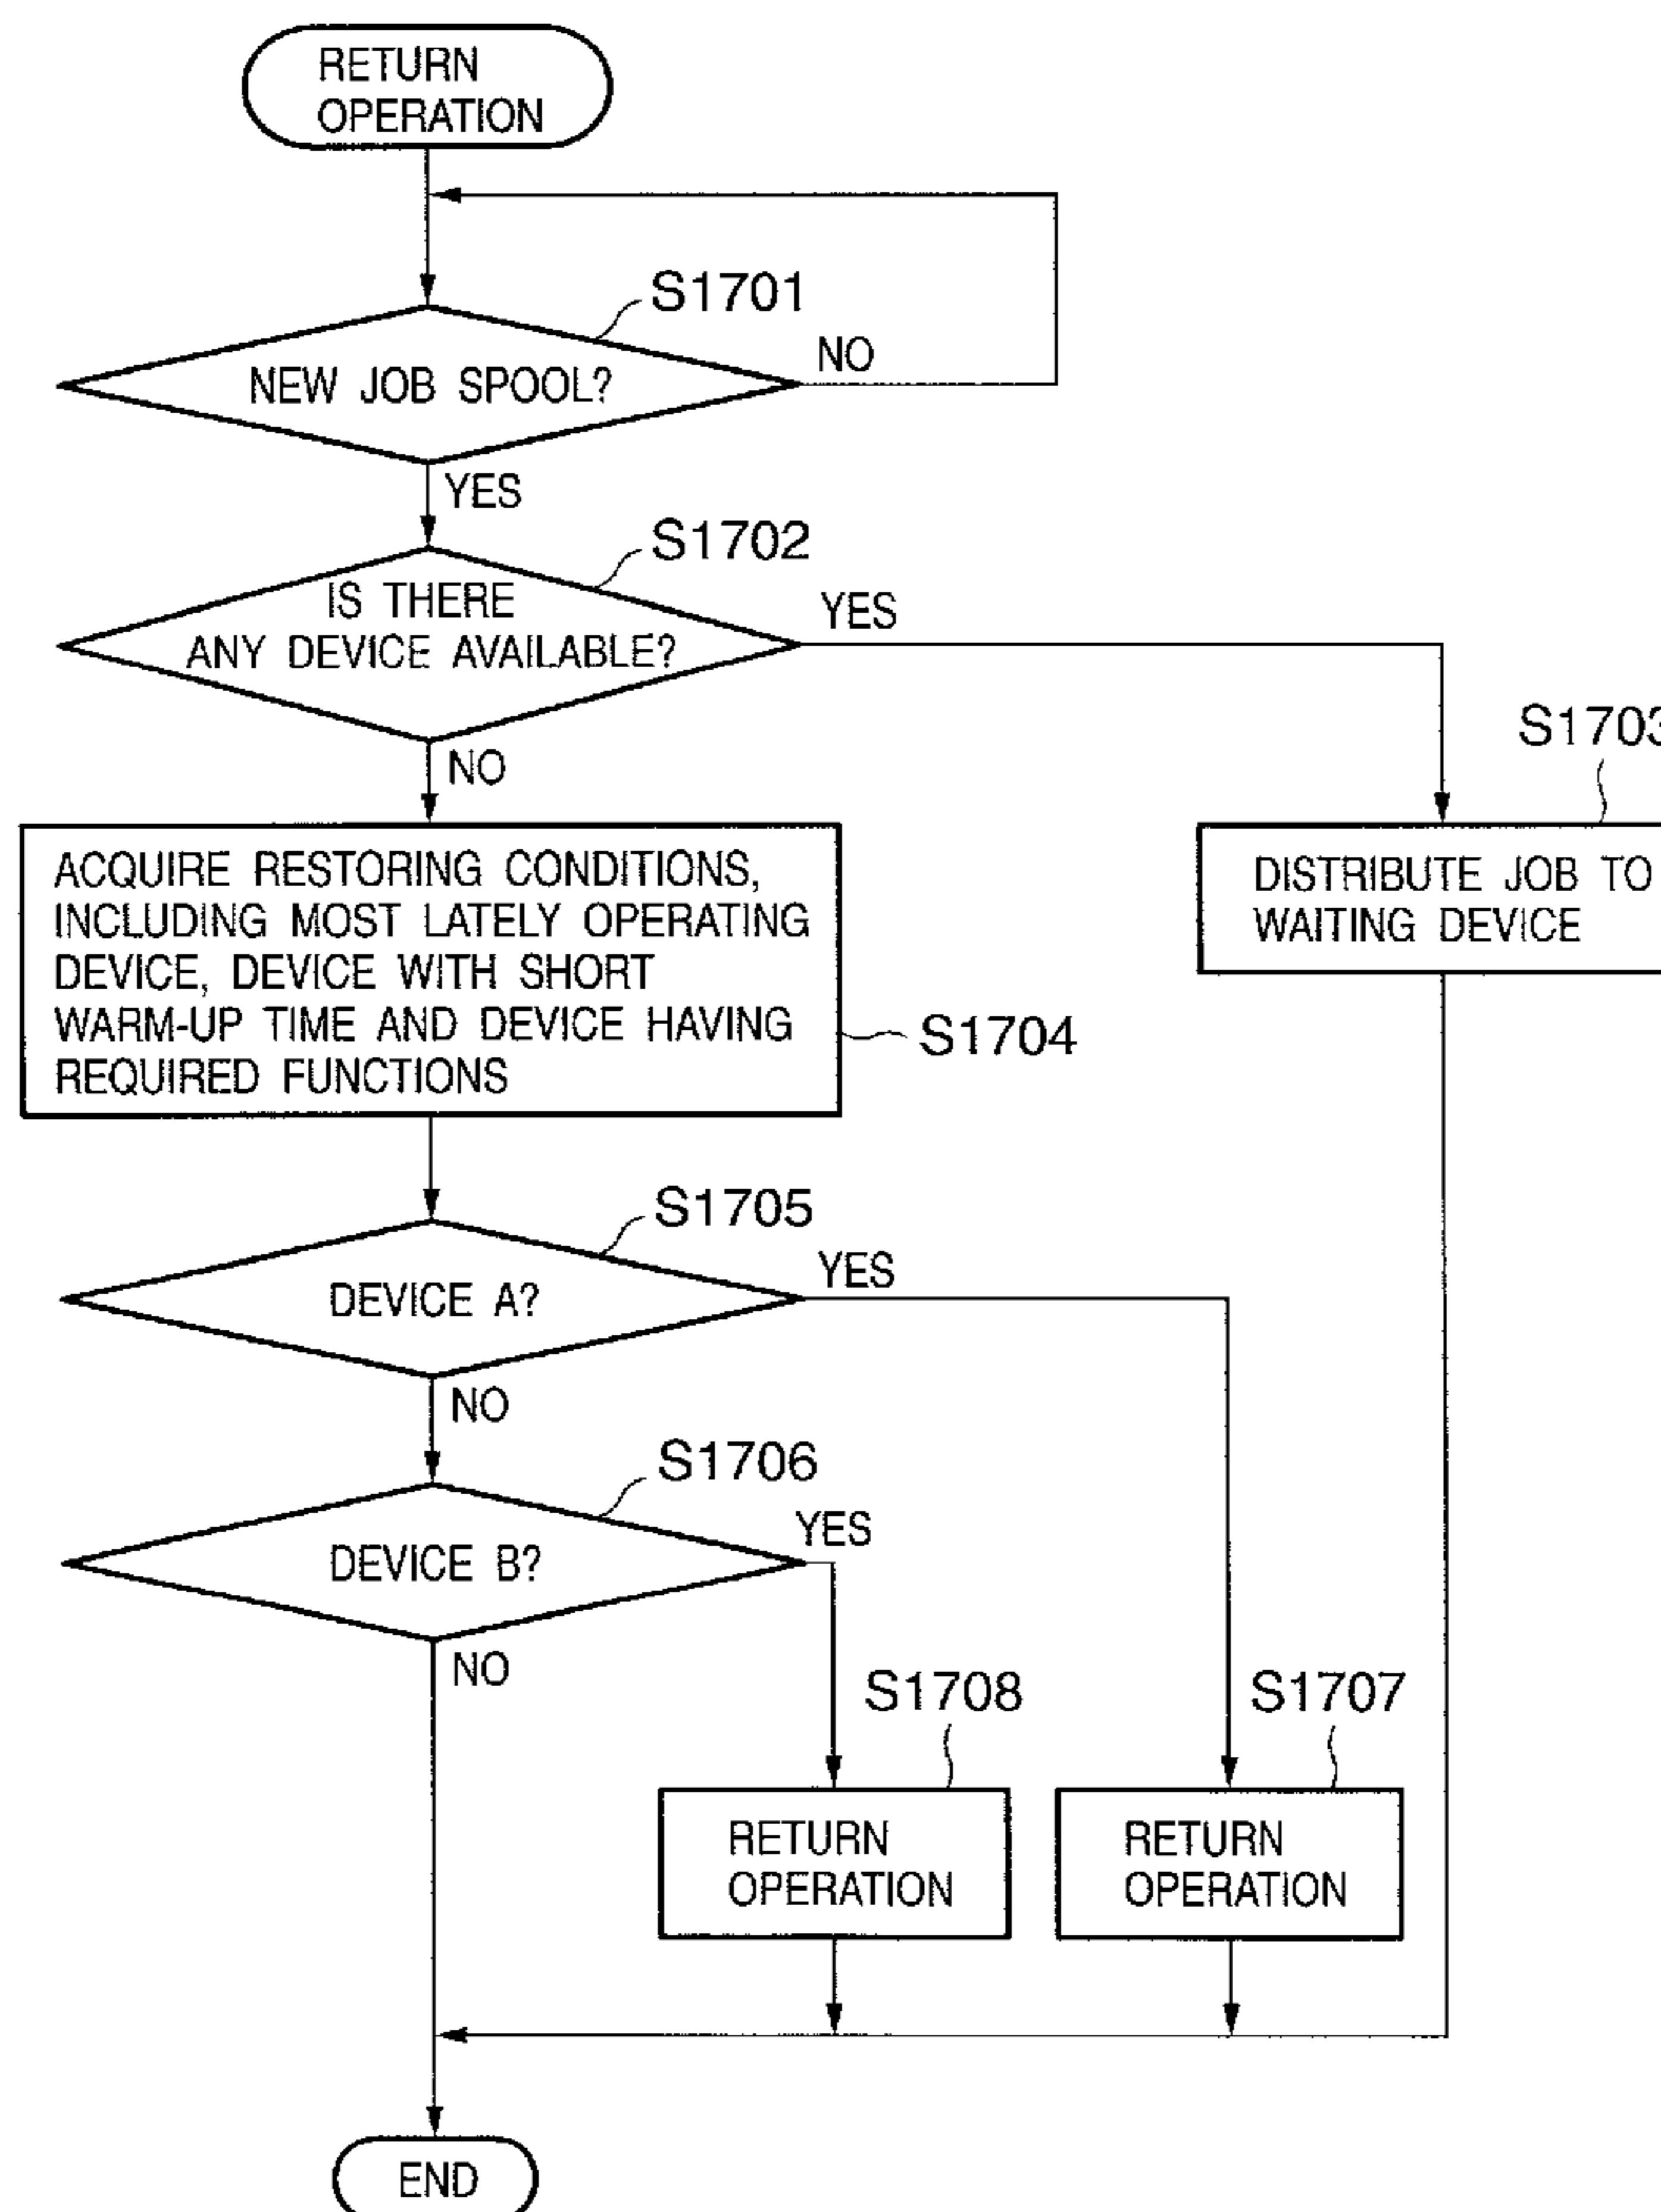 RETURN
OPERATION
S1701
NEW JOB SPOOL?
NO
YES
S1702
IS THERE
ANY DEVICE AVAILABLE?
YES
NO
S1703
DISTRIBUTE JOB TO
WAITING DEVICE
ACQUIRE RESTORING CONDITIONS,
INCLUDING MOST LATELY OPERATING
DEVICE, DEVICE WITH SHORT
WARM-UP TIME AND DEVICE HAVING
REQUIRED FUNCTIONS
S1704
S1705
DEVICE A?
YES
NO
S1706
DEVICE B?
YES
NO
S1708
RETURN
OPERATION
S1707
RETURN
OPERATION
END